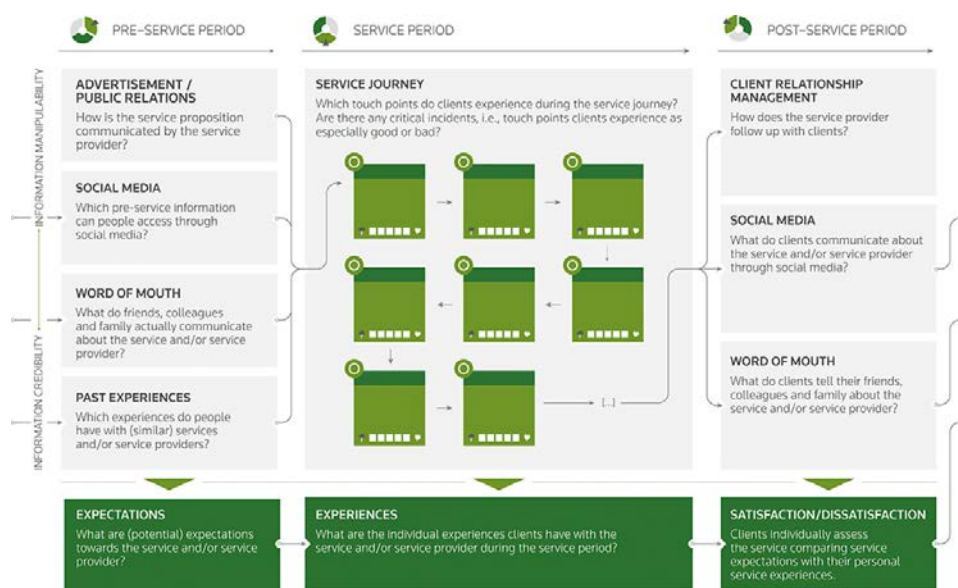 PRE-SERVICE PERIOD
SERVICE PERIOD
POST-SERVICE PERIOD
INFORMATION MANIPULABILITY
INFORMATION CREDIBILITY
ADVERTISEMENT /
PUBLIC RELATIONS
How is the service proposition
communicated by the service
provider?
SOCIAL MEDIA
Which pre-service information
can people access through
social media?
WORD OF MOUTH
What do friends, colleagues
and family actually communicate
about the service and/or service
provider?
PAST EXPERIENCES
Which experiences do people
have with (similar) services
and/or service providers?
SERVICE JOURNEY
Which touch points do clients experience during the service journey?
Are there any critical incidents, i.e., touch points clients experience as
especially good or bad?
[...]
CLIENT RELATIONSHIP
MANAGEMENT
How does the service provider
follow up with clients?
SOCIAL MEDIA
What do clients communicate about
the service and/or service provider
through social media?
WORD OF MOUTH
What do clients tell their friends,
colleagues and family about the
service and/or service provider?
EXPECTATIONS
What are (potential) expectations
towards the service and/or service
provider?
EXPERIENCES
What are the individual experiences clients have with the
service and/or service provider during the service period?
SATISFACTION/DISSATISFACTION
Clients individually assess
the service comparing service
expectations with their personal
service experiences.